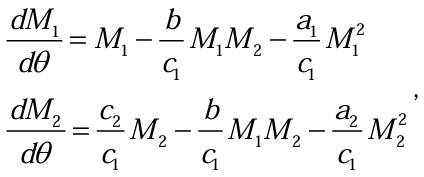 dM₁/dθ = M₁ − b/c₁ M₁M₂ − a₁/c₁ M₁²
dM₂/dθ = c₂/c₁ M₂ − b/c₁ M₁M₂ − a₂/c₁ M₂² ,